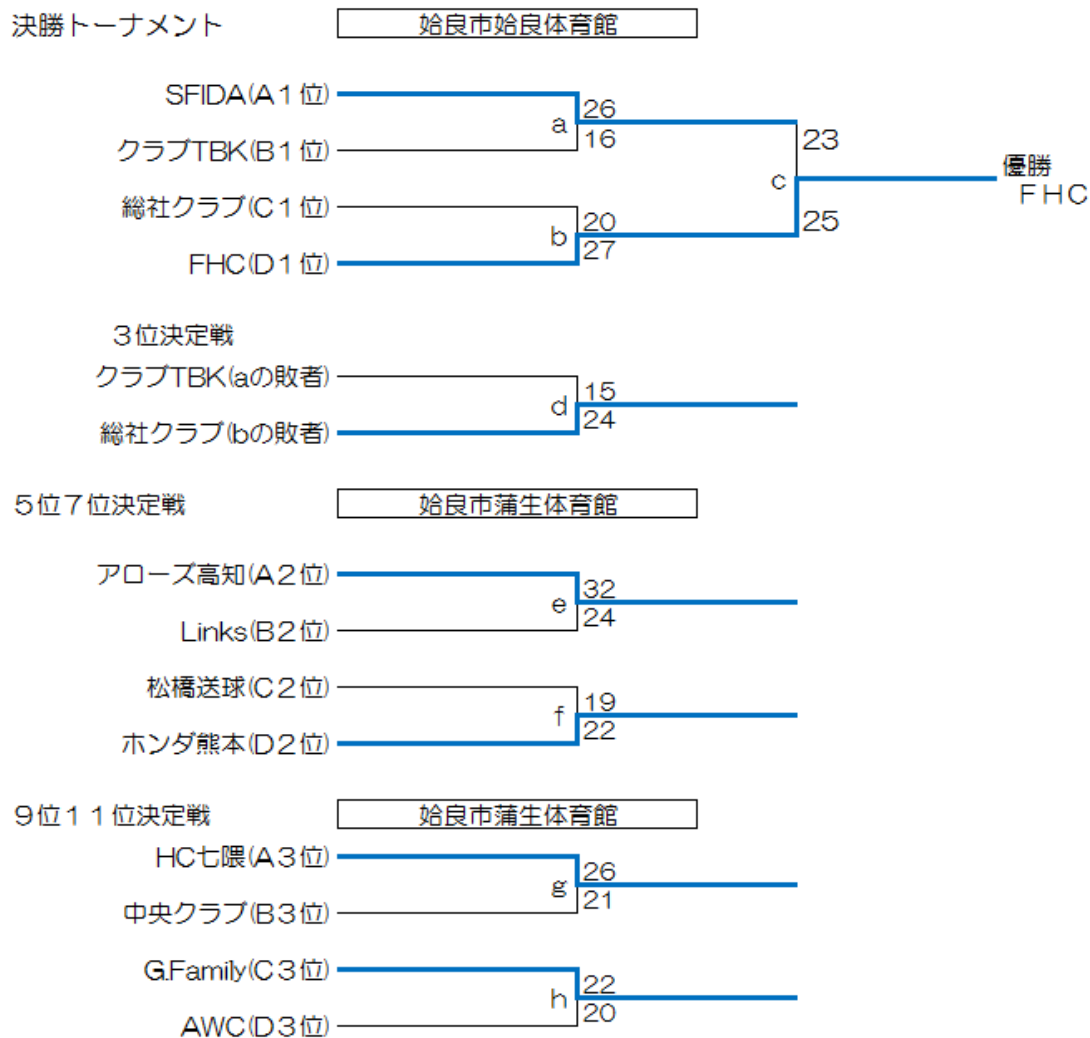 決勝トーナメント 姶良市姶良体育館
SFIDA(A1位)
26
a
16
クラブTBK(B1位)
23
優勝
c
FHC
総社クラブ(C1位)
25
20
b
27
FHC(D1位)
3位決定戦
クラブTBK(aの敗者)
15
d
24
総社クラブ(bの敗者)
5位7位決定戦 姶良市蒲生体育館
アローズ高知(A2位)
32
e
24
Links(B2位)
松橋送球(C2位)
19
f
22
ホンダ熊本(D2位)
9位11位決定戦 姶良市蒲生体育館
HC七隈(A3位)
26
g
21
中央クラブ(B3位)
G.Family(C3位)
22
h
20
AWC(D3位)